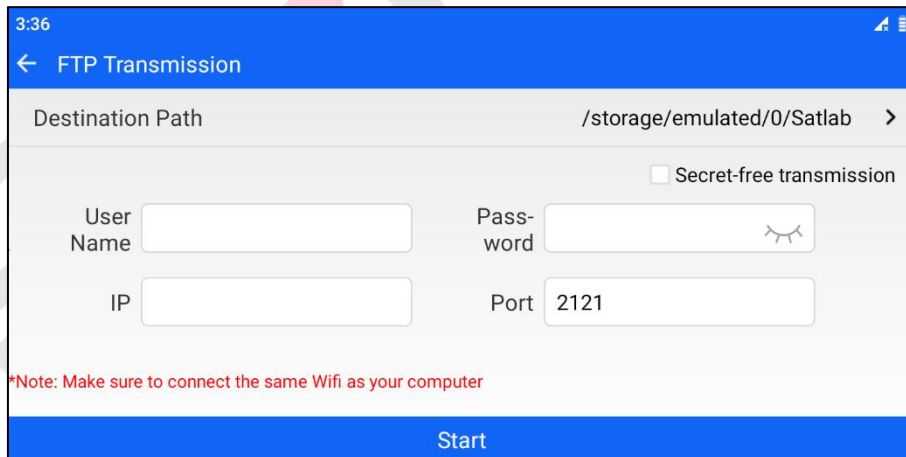 3:36
FTP Transmission
Destination Path /storage/emulated/0/Satlab
Secret-free transmission
User
Name
Pass-
word
IP
Port 2121
*Note: Make sure to connect the same Wifi as your computer
Start